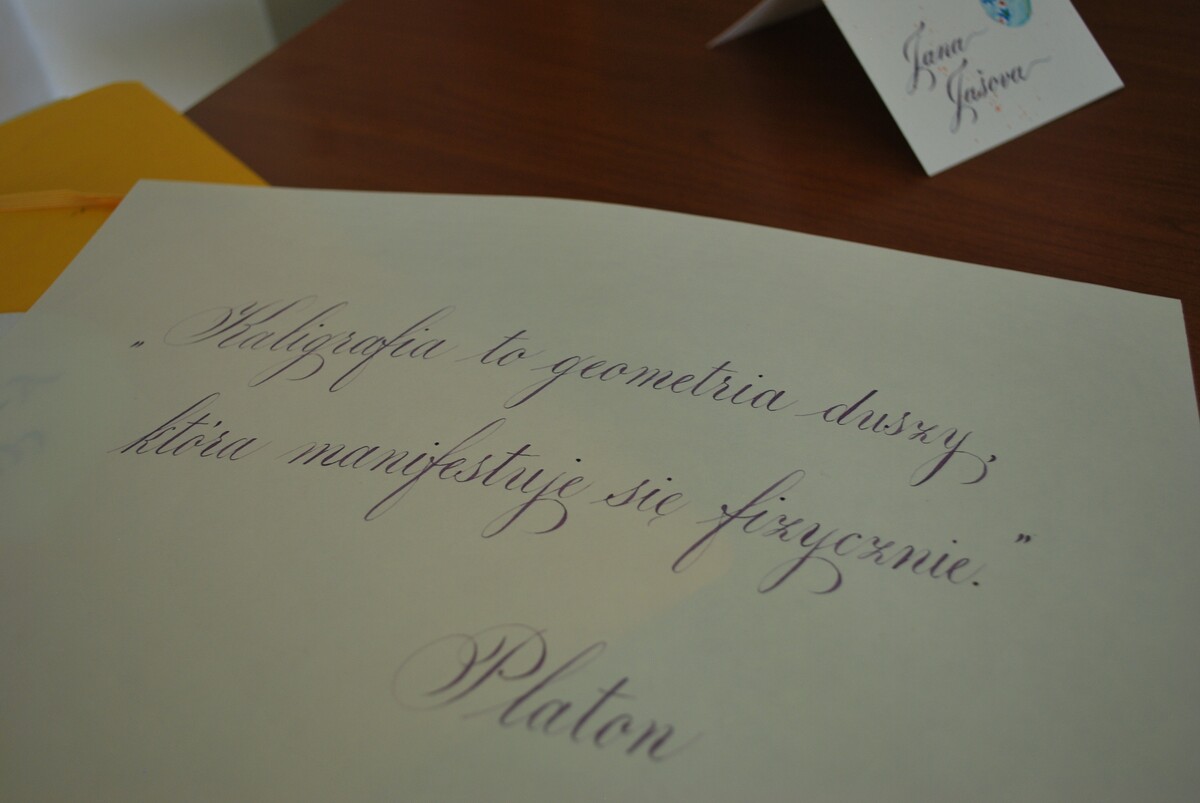 Jana
Jašova
„Kaligrafia to geometria duszy,
która manifestuje się fizycznie.”
Platon